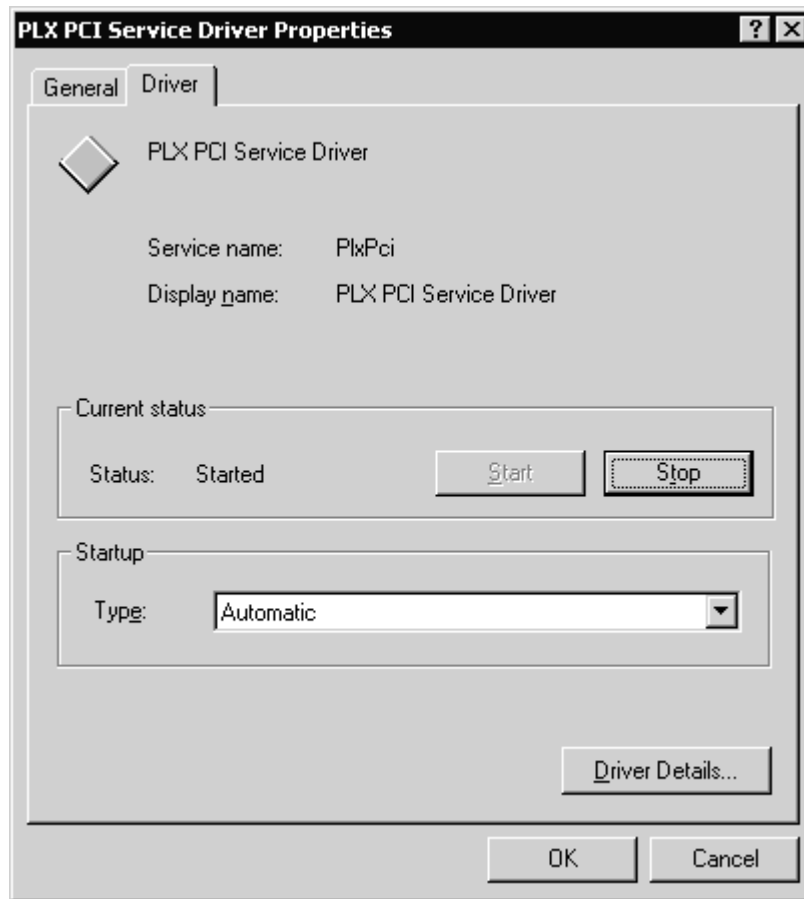 PLX PCI Service Driver Properties
General Driver
PLX PCI Service Driver
Service name: PlxPci
Display name: PLX PCI Service Driver
Current status
Status: Started Start Stop
Startup
Type: Automatic
Driver Details...
OK Cancel